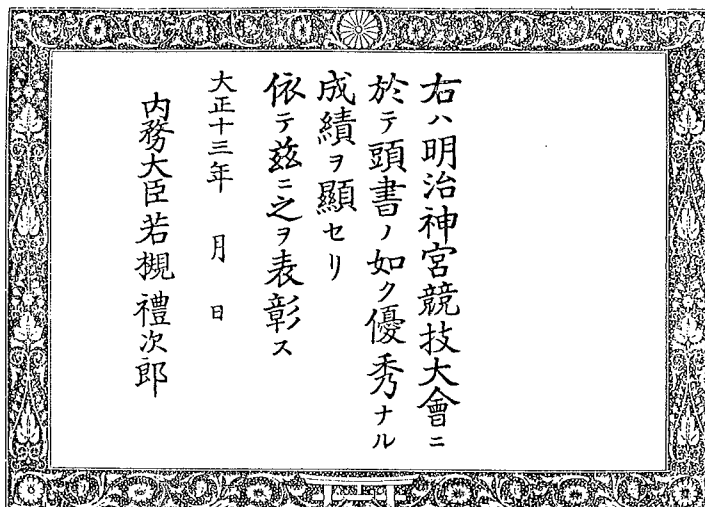 右ハ明治神宮競技大會ニ
於テ頭書ノ如ク優秀ナル
成績ヲ顯セリ
依テ茲ニ之ヲ表彰ス
大正十三年　月　日
内務大臣若槻禮次郎